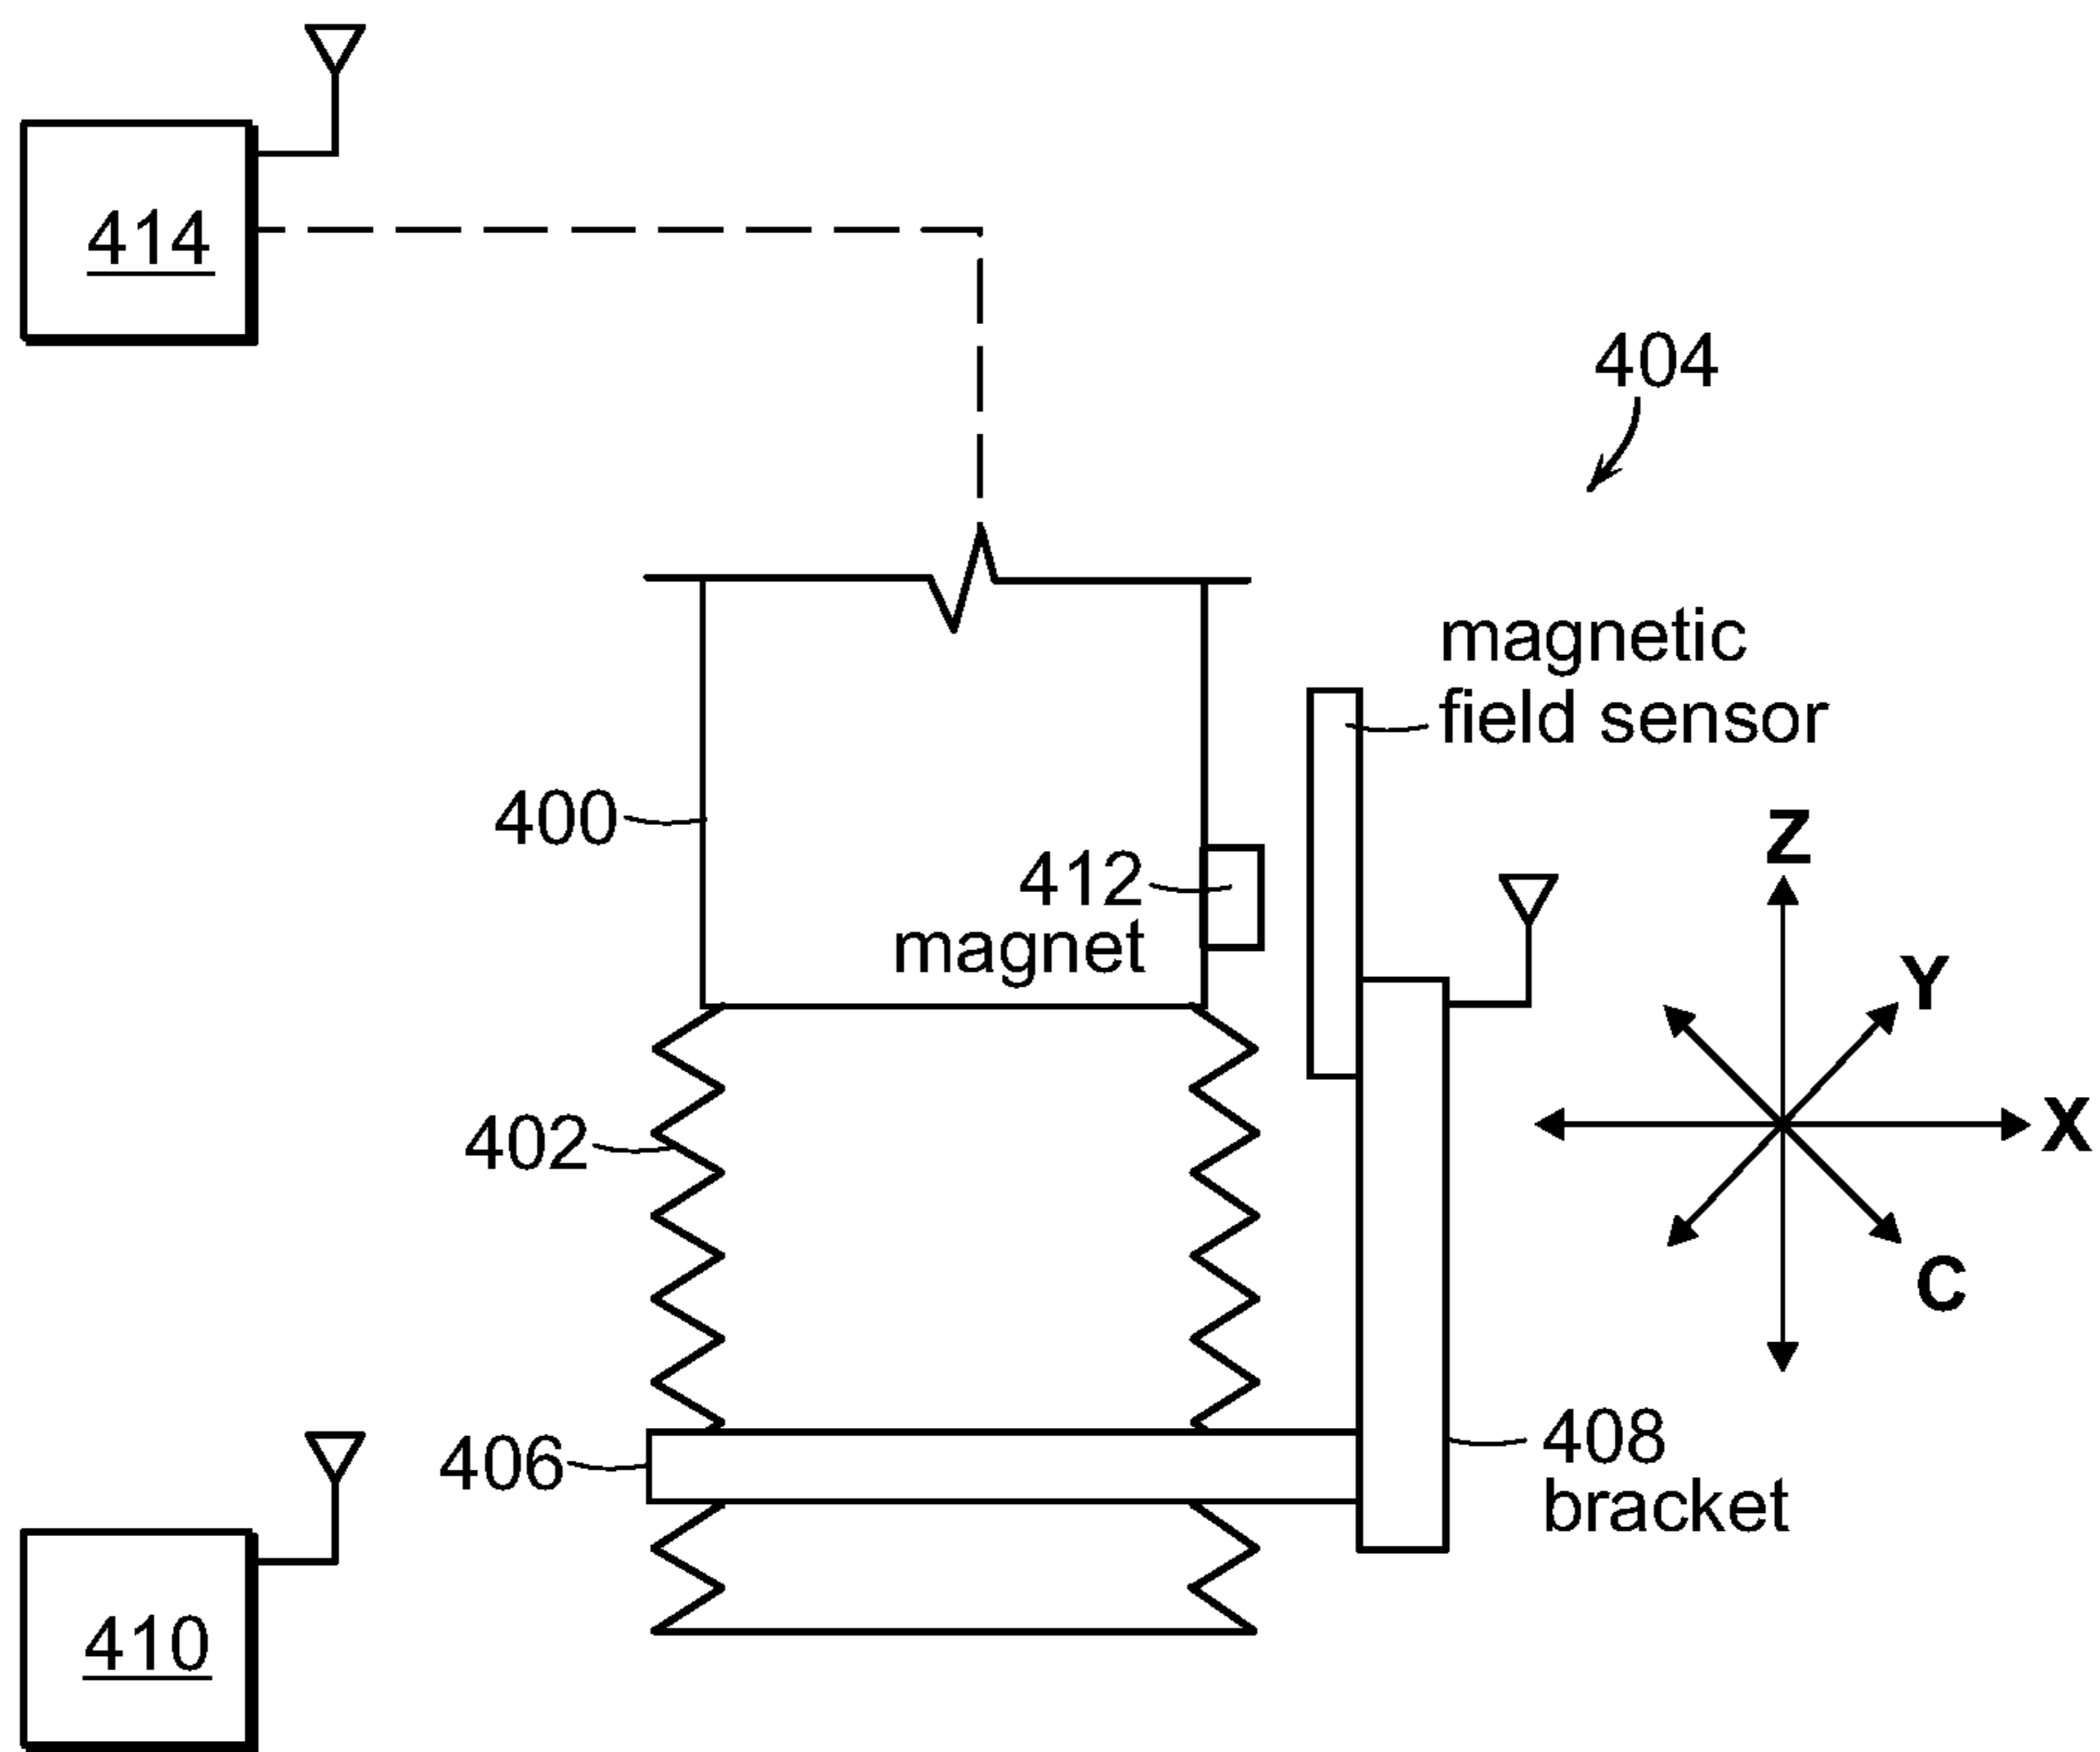 414
404
magnetic
field sensor
400
412
magnet
Z
Y
X
402
C
406
408
bracket
410